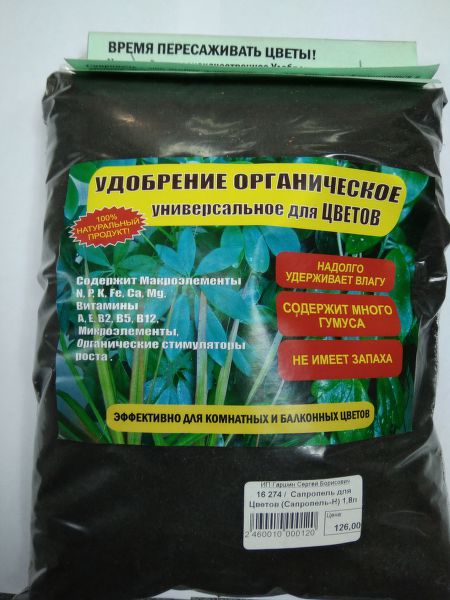 ВРЕМЯ ПЕРЕСАЖИВАТЬ ЦВЕТЫ!
УДОБРЕНИЕ ОРГАНИЧЕСКОЕ
универсальное для ЦВЕТОВ
100%
НАТУРАЛЬНЫЙ
ПРОДУКТ!
Содержит Макроэлементы
N, P, K, Fe, Ca, Mg,
Витамины
A, E, B2, B5, B12,
Микроэлементы,
Органические стимуляторы
роста .
НАДОЛГО
УДЕРЖИВАЕТ ВЛАГУ
СОДЕРЖИТ МНОГО
ГУМУСА
НЕ ИМЕЕТ ЗАПАХА
ЭФФЕКТИВНО ДЛЯ КОМНАТНЫХ И БАЛКОННЫХ ЦВЕТОВ
ИП Гаршин Сергей Борисович
16 274 / Сапропель для
Цветов (Сапропель-Н) 1,8л
Цена
126,00
2 460010 000120